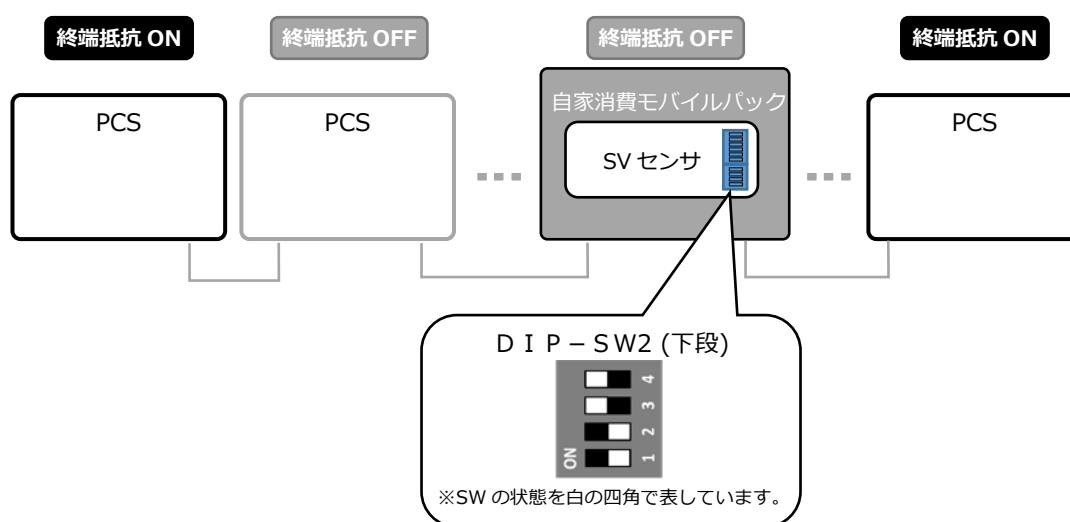 終端抵抗 ON
終端抵抗 OFF
終端抵抗 OFF
終端抵抗 ON
PCS
PCS
自家消費モバイルパック
SV センサ
PCS
ＤＩＰ－ＳＷ2 (下段)
4
3
2
1
ON
※SW の状態を白の四角で表しています。